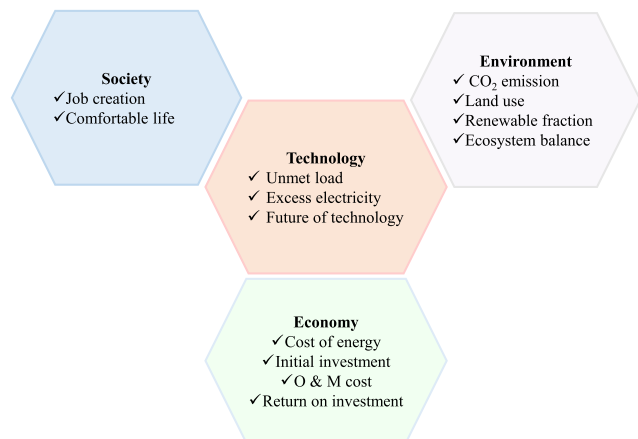 Society
✓Job creation
✓Comfortable life
Environment
✓ CO₂ emission
✓Land use
✓Renewable fraction
✓Ecosystem balance
Technology
✓ Unmet load
✓ Excess electricity
✓ Future of technology
Economy
✓Cost of energy
✓Initial investment
✓O & M cost
✓Return on investment